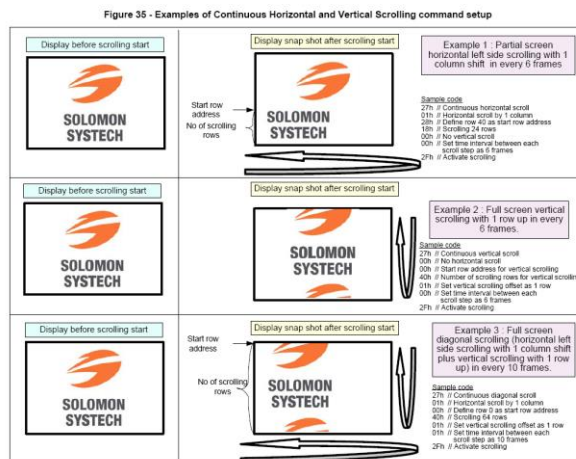 Figure 35 - Examples of Continuous Horizontal and Vertical Scrolling command setup
Display before scrolling start
SOLOMON
SYSTECH
Display snap shot after scrolling start
Start row
address
No of scrolling
rows
SOLOMON
SYSTECH
Example 1 : Partial screen
horizontal left side scrolling with 1
column shift in every 6 frames
Sample code
27h // Continuous horizontal scroll
01h // Horizontal scroll by 1 column
28h // Define row 40 as start row address
18h // Scrolling 24 rows
00h // No vertical scroll
00h // Set time interval between each
scroll step as 6 frames
2Fh // Activate scrolling
Display before scrolling start
SOLOMON
SYSTECH
Display snap shot after scrolling start
SOLOMON
SYSTECH
Example 2 : Full screen vertical
scrolling with 1 row up in every
6 frames.
Sample code
27h // Continuous vertical scroll
00h // No horizontal scroll
00h // Start row address for vertical scrolling
40h // Number of scrolling rows for vertical scrollin
01h // Set vertical scrolling offset as 1 row
00h // Set time interval between each
scroll step as 6 frames
2Fh // Activate scrolling
Display before scrolling start
SOLOMON
SYSTECH
Start row
address
Display snap shot after scrolling start
No of scrolling
rows
SOLOMON
SYSTECH
Example 3 : Full screen
diagonal scrolling (horizontal left
side scrolling with 1 column shift
plus vertical scrolling with 1 row
up) in every 10 frames.
Sample code
27h // Continuous diagonal scroll
01h // Horizontal scroll by 1 column
00h // Define row 0 as start row address
40h // Scrolling 64 rows
01h // Set vertical scrolling offset as 1 row
01h // Set time interval between each
scroll step as 10 frames
2Fh // Activate scrolling